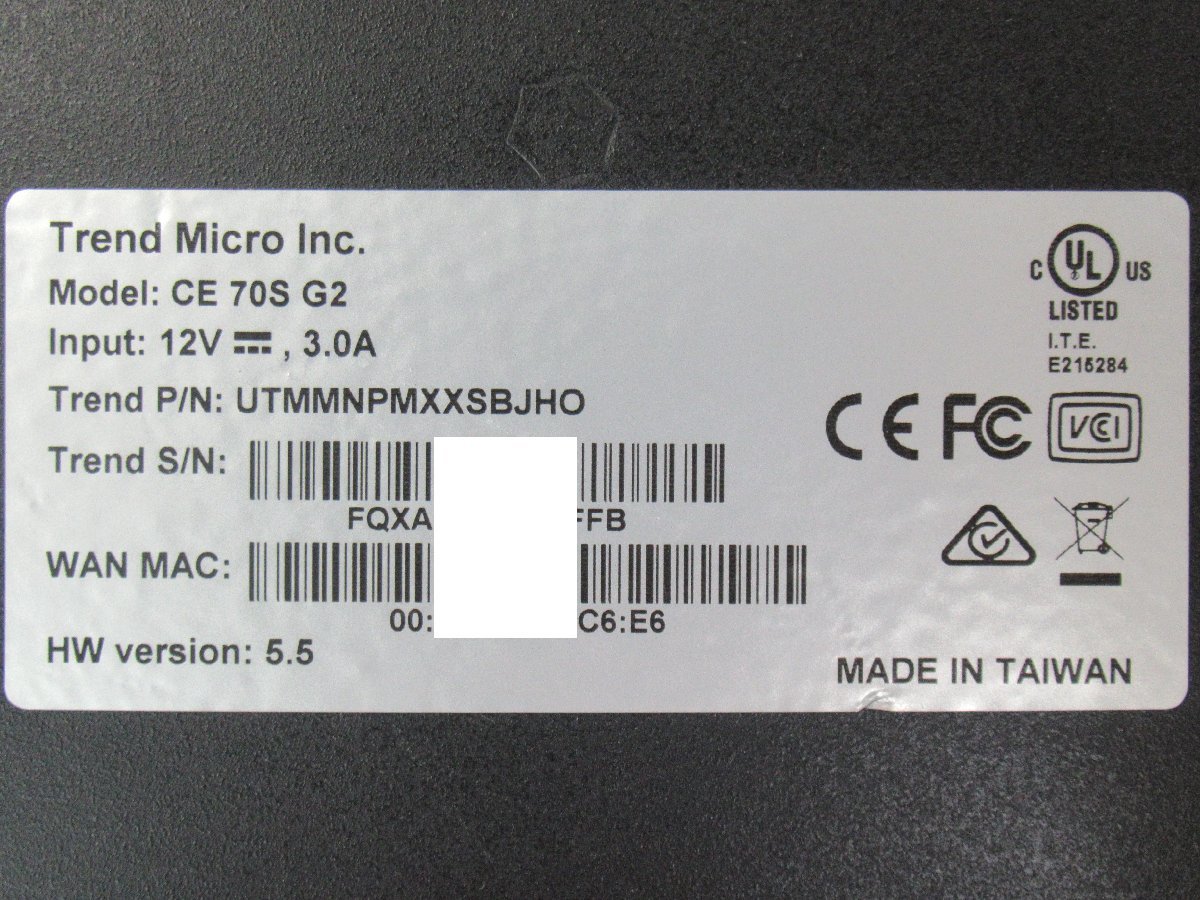 Trend Micro Inc.
Model: CE 70S G2
Input: 12V ⎓ , 3.0A
Trend P/N: UTMMNPMXXSBJHO
Trend S/N:
FQXA FFB
WAN MAC:
00: C6:E6
HW version: 5.5
C UL US
LISTED
I.T.E.
E215284
CE FC VCI
MADE IN TAIWAN